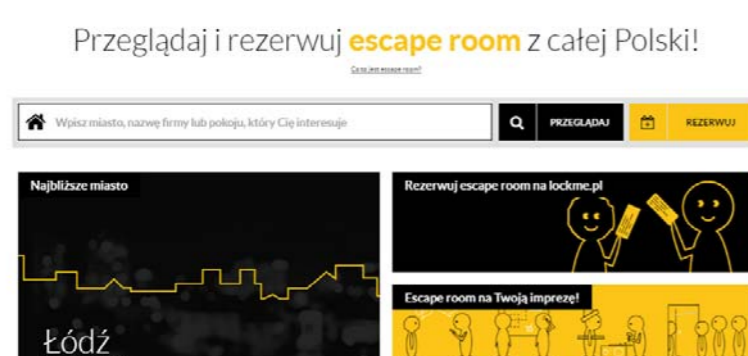 Przeglądaj i rezerwuj escape room z całej Polski!
Co to jest escape room?
Wpisz miasto, nazwę firmy lub pokoju, który Cię interesuje
PRZEGLĄDAJ
REZERWUJ
Najbliższe miasto
Rezerwuj escape room na lockme.pl
Escape room na Twoją imprezę!
Łódź